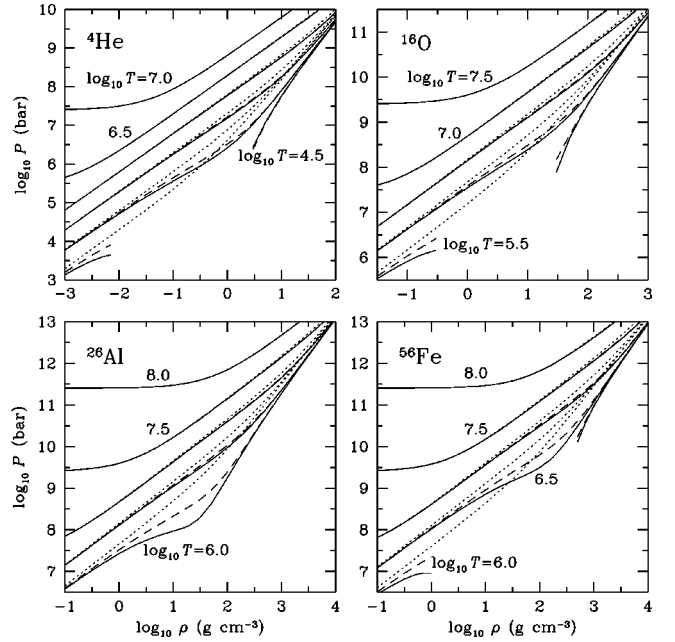 10
9
8
7
6
5
4
3
log₁₀ P (bar)
⁴He
log₁₀ T=7.0
6.5
log₁₀ T=4.5
−3 −2 −1 0 1 2
11
10
9
8
7
6
¹⁶O
log₁₀ T=7.5
7.0
log₁₀ T=5.5
−1 0 1 2 3
13
12
11
10
9
8
7
log₁₀ P (bar)
²⁶Al
8.0
7.5
log₁₀ T=6.0
−1 0 1 2 3 4
log₁₀ ρ (g cm⁻³)
13
12
11
10
9
8
7
⁵⁶Fe
8.0
7.5
6.5
log₁₀ T=6.0
−1 0 1 2 3 4
log₁₀ ρ (g cm⁻³)